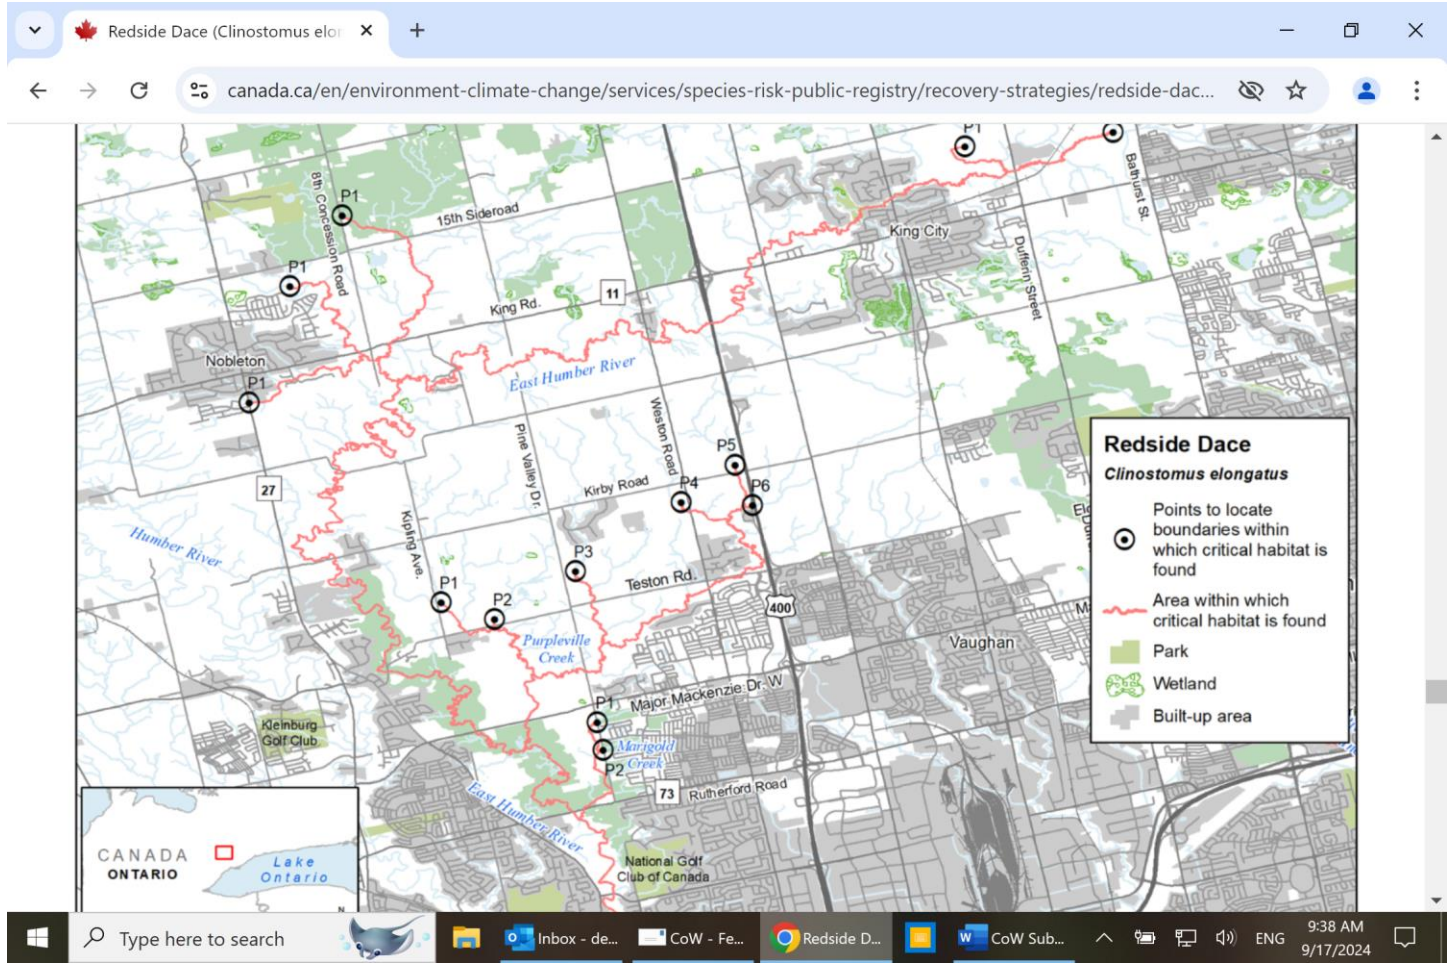 Redside Dace (Clinostomus elor
canada.ca/en/environment-climate-change/services/species-risk-public-registry/recovery-strategies/redside-dac...
P1
Bathurst St.
8th Concession Road
P1
15th Sideroad
King City
Dufferin Street
P1
King Rd.
11
Nobleton
P1
East Humber River
Weston Road
Pine Valley Dr.
P5
Kirby Road
P4
P6
27
Kipling Ave.
Humber River
P3
Teston Rd.
P1
P2
400
Purpleville
Creek
Vaughan
Major Mackenzie Dr. W
P1
Kleinburg
Golf Club
Marigold
Creek
P2
73
Rutherford Road
East Humber River
National Golf
Club of Canada
Redside Dace
Clinostomus elongatus
Points to locate
boundaries within
which critical habitat is
found
Area within which
critical habitat is found
Park
Wetland
Built-up area
CANADA
ONTARIO
Lake
Ontario
N
Type here to search
Inbox - de...
CoW - Fe...
Redside D...
CoW Sub...
ENG
9:38 AM
9/17/2024